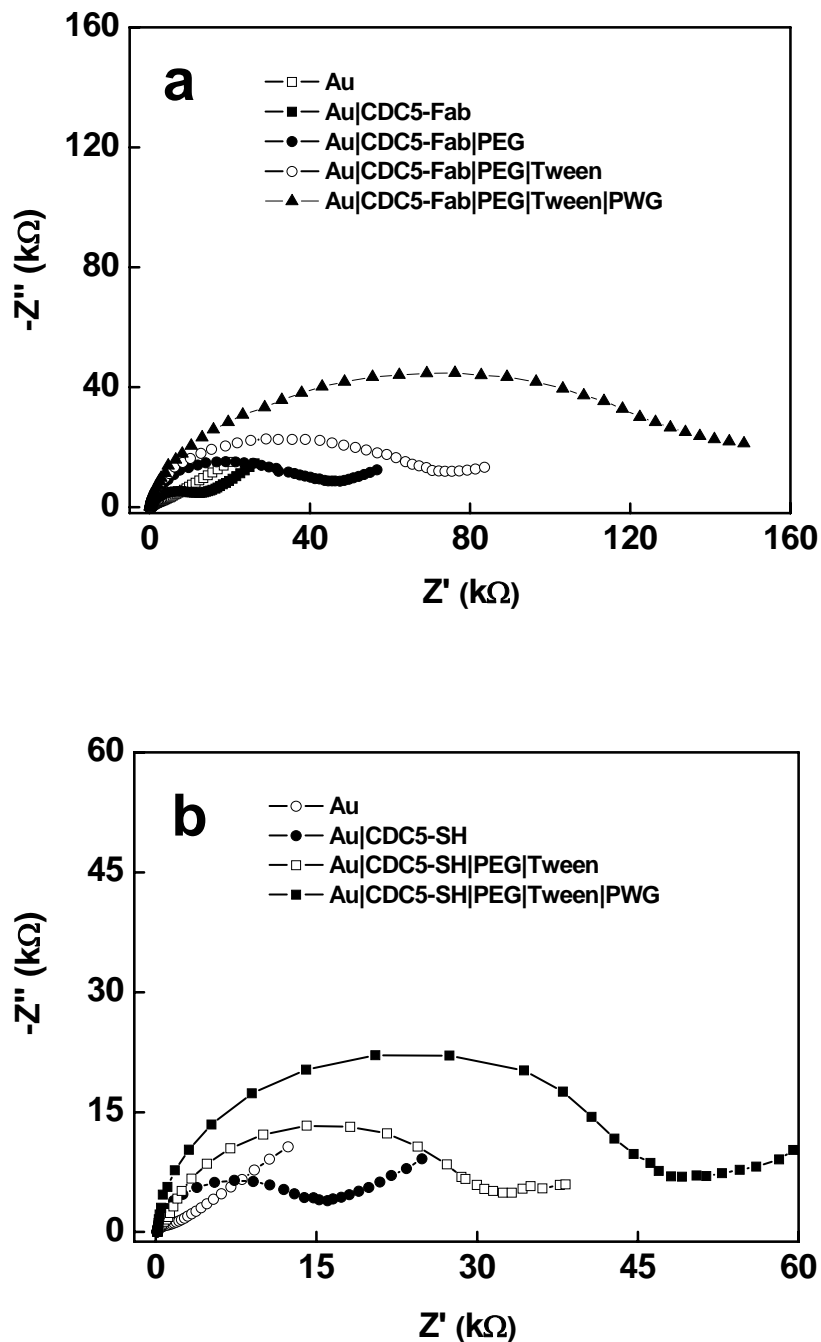 160
a
Au
Au|CDC5-Fab
Au|CDC5-Fab|PEG
Au|CDC5-Fab|PEG|Tween
Au|CDC5-Fab|PEG|Tween|PWG
120
80
40
0
-Z'' (kΩ)
0 40 80 120 160
Z' (kΩ)
60
b
Au
Au|CDC5-SH
Au|CDC5-SH|PEG|Tween
Au|CDC5-SH|PEG|Tween|PWG
45
30
15
0
-Z'' (kΩ)
0 15 30 45 60
Z' (kΩ)